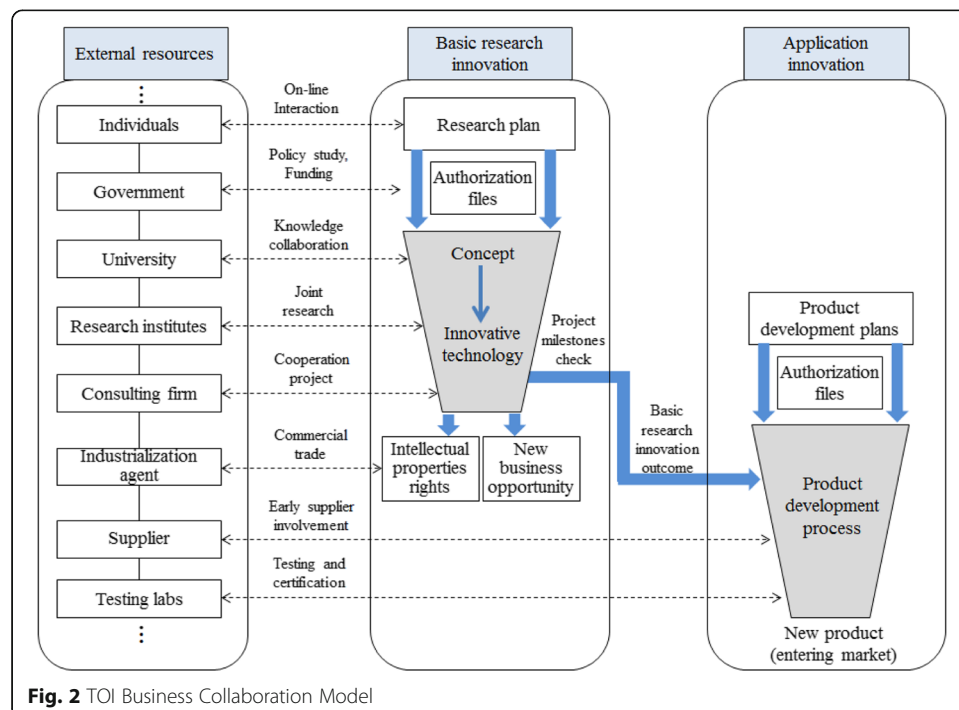 External resources
Basic research
innovation
Application
innovation
Individuals
Government
University
Research institutes
Consulting firm
Industrialization
agent
Supplier
Testing labs
On-line
Interaction
Policy study,
Funding
Knowledge
collaboration
Joint
research
Cooperation
project
Commercial
trade
Early supplier
involvement
Testing and
certification
Research plan
Authorization
files
Concept
Innovative
technology
Intellectual
properties
rights
New
business
opportunity
Project
milestones
check
Basic
research
innovation
outcome
Product
development plans
Authorization
files
Product
development
process
New product
(entering market)
Fig. 2 TOI Business Collaboration Model